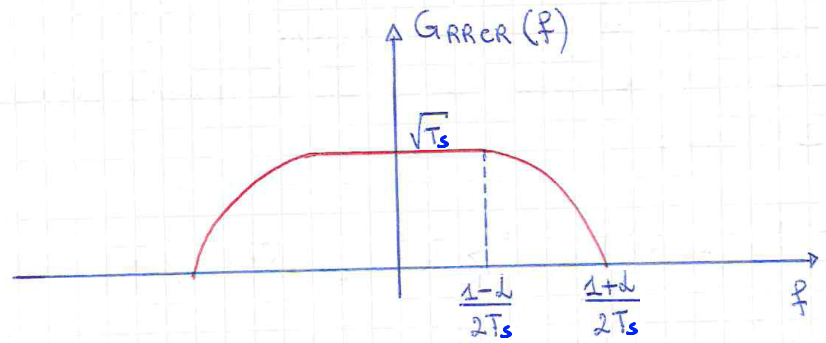 G_RRCR (f)
√Ts
1-α
2Ts
1+α
2Ts
f